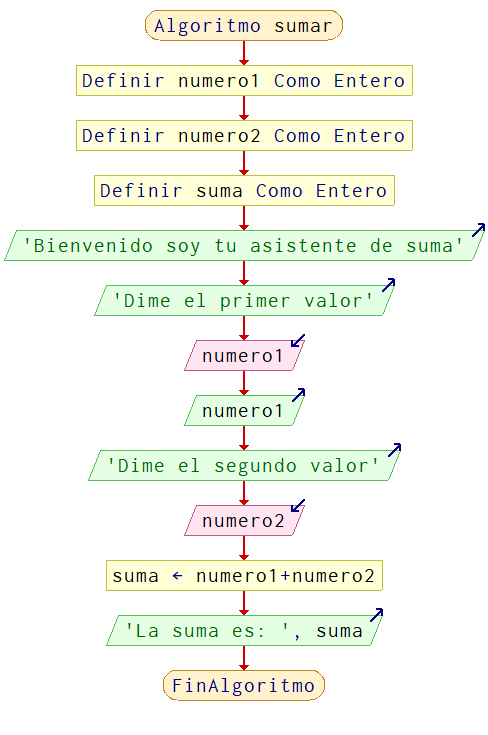 Algoritmo sumar
Definir numero1 Como Entero
Definir numero2 Como Entero
Definir suma Como Entero
'Bienvenido soy tu asistente de suma'
'Dime el primer valor'
numero1
numero1
'Dime el segundo valor'
numero2
suma ← numero1+numero2
'La suma es: ', suma
FinAlgoritmo